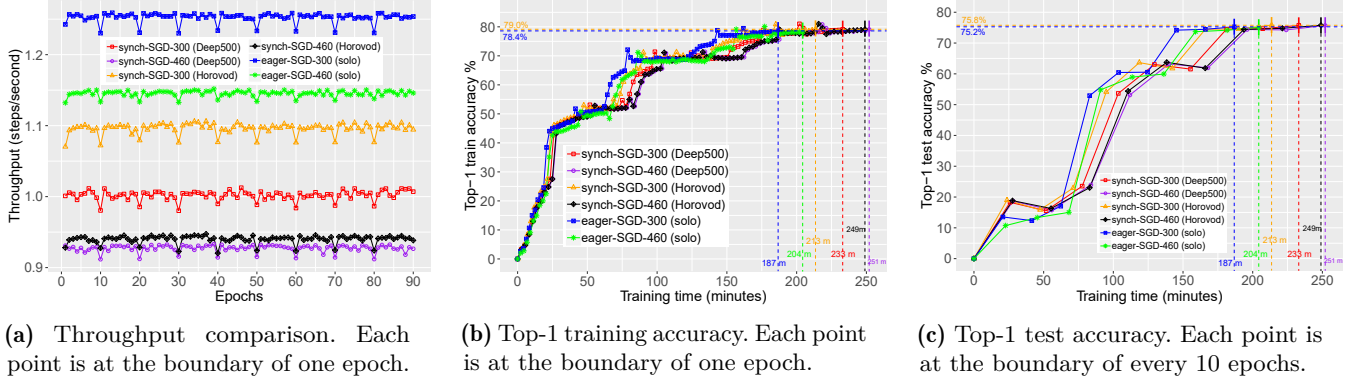 Throughput (steps/second)
1.2
1.1
1.0
0.9
synch-SGD-300 (Deep500)
synch-SGD-460 (Deep500)
synch-SGD-300 (Horovod)
synch-SGD-460 (Horovod)
eager-SGD-300 (solo)
eager-SGD-460 (solo)
0 10 20 30 40 50 60 70 80 90
Epochs
(a) Throughput comparison. Each
point is at the boundary of one epoch.
Top-1 train accuracy %
80
70
60
50
40
30
20
10
0
79.0%
78.4%
synch-SGD-300 (Deep500)
synch-SGD-460 (Deep500)
synch-SGD-300 (Horovod)
synch-SGD-460 (Horovod)
eager-SGD-300 (solo)
eager-SGD-460 (solo)
187 m
204 m
213 m
233 m
249m
251 m
0 50 100 150 200 250
Training time (minutes)
(b) Top-1 training accuracy. Each point
is at the boundary of one epoch.
Top-1 test accuracy %
80
70
60
50
40
30
20
10
0
75.6%
75.2%
synch-SGD-300 (Deep500)
synch-SGD-460 (Deep500)
synch-SGD-300 (Horovod)
synch-SGD-460 (Horovod)
eager-SGD-300 (solo)
eager-SGD-460 (solo)
187 m
204 m
213 m
233 m
249m
251 m
0 50 100 150 200 250
Training time (minutes)
(c) Top-1 test accuracy. Each point is
at the boundary of every 10 epochs.